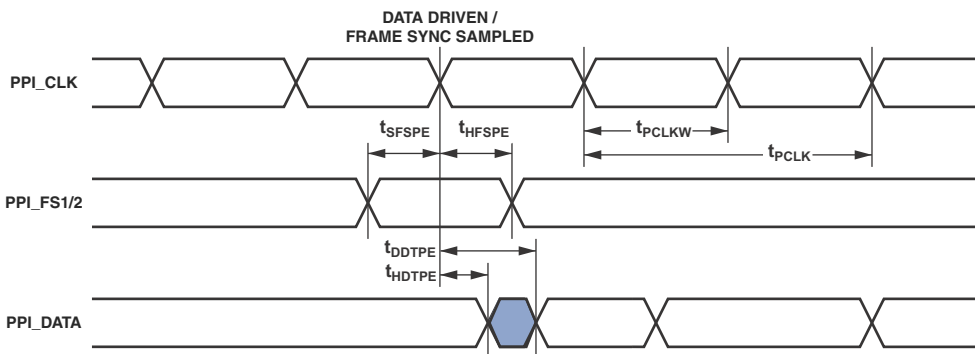 DATA DRIVEN /
FRAME SYNC SAMPLED
PPI_CLK
tSFSPE
tHFSPE
tPCLKW
tPCLK
PPI_FS1/2
tDDTPE
tHDTPE
PPI_DATA